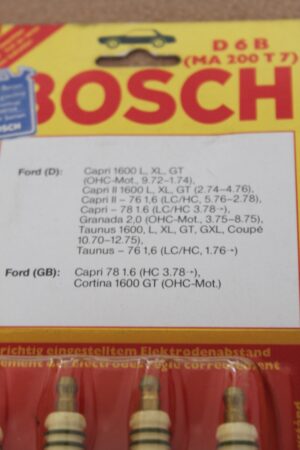 D 6 B
(MA 200 T 7)
BOSCH
BOSCH
Ford (D): Capri 1600 L, XL, GT
(OHC-Mot., 9.72–1.74),
Capri II 1600 L, XL, GT (2.74–4.76),
Capri II – 76 1,6 (LC/HC, 5.76–2.78),
Capri – 78 1.6 (LC/HC 3.78→),
Granada 2,0 (OHC-Mot., 3.75–8.75),
Taunus 1600, L, XL, GT, GXL, Coupé
10.70–12.75),
Taunus – 76 1,6 (LC/HC, 1.76→)
Ford (GB): Capri 78 1.6 (HC 3.78→),
Cortina 1600 GT (OHC-Mot.)
richtig eingestelltem Elektrodenabstand